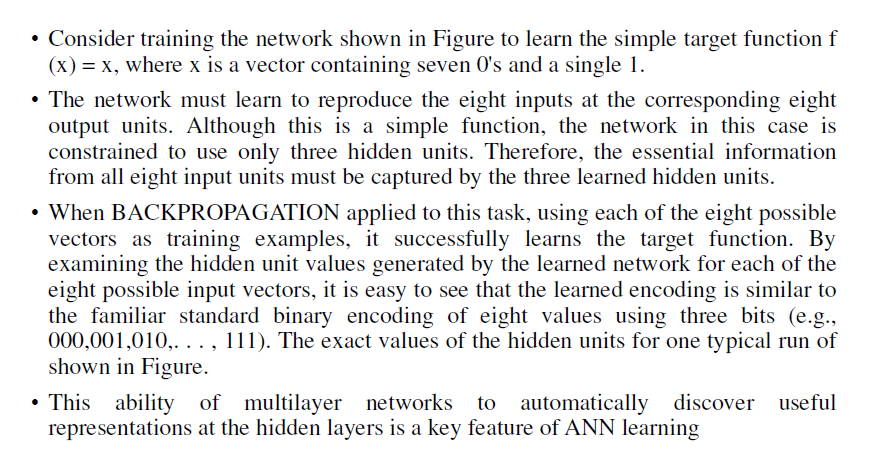 • Consider training the network shown in Figure to learn the simple target function f
(x) = x, where x is a vector containing seven 0's and a single 1.
• The network must learn to reproduce the eight inputs at the corresponding eight
output units. Although this is a simple function, the network in this case is
constrained to use only three hidden units. Therefore, the essential information
from all eight input units must be captured by the three learned hidden units.
• When BACKPROPAGATION applied to this task, using each of the eight possible
vectors as training examples, it successfully learns the target function. By
examining the hidden unit values generated by the learned network for each of the
eight possible input vectors, it is easy to see that the learned encoding is similar to
the familiar standard binary encoding of eight values using three bits (e.g.,
000,001,010,. . . , 111). The exact values of the hidden units for one typical run of
shown in Figure.
• This ability of multilayer networks to automatically discover useful
representations at the hidden layers is a key feature of ANN learning